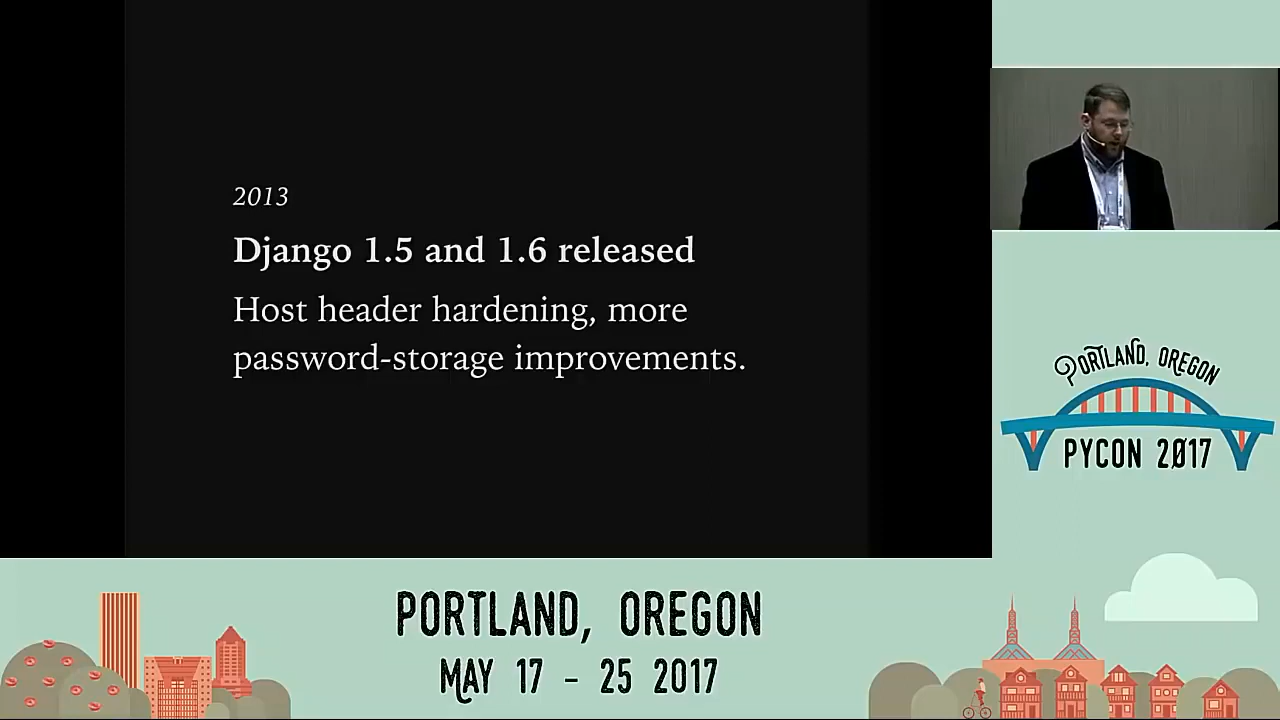 2013
Django 1.5 and 1.6 released
Host header hardening, more
password-storage improvements.
PORTLAND, OREGON
PYCON 2017
PORTLAND, OREGON
MAY 17 - 25 2017